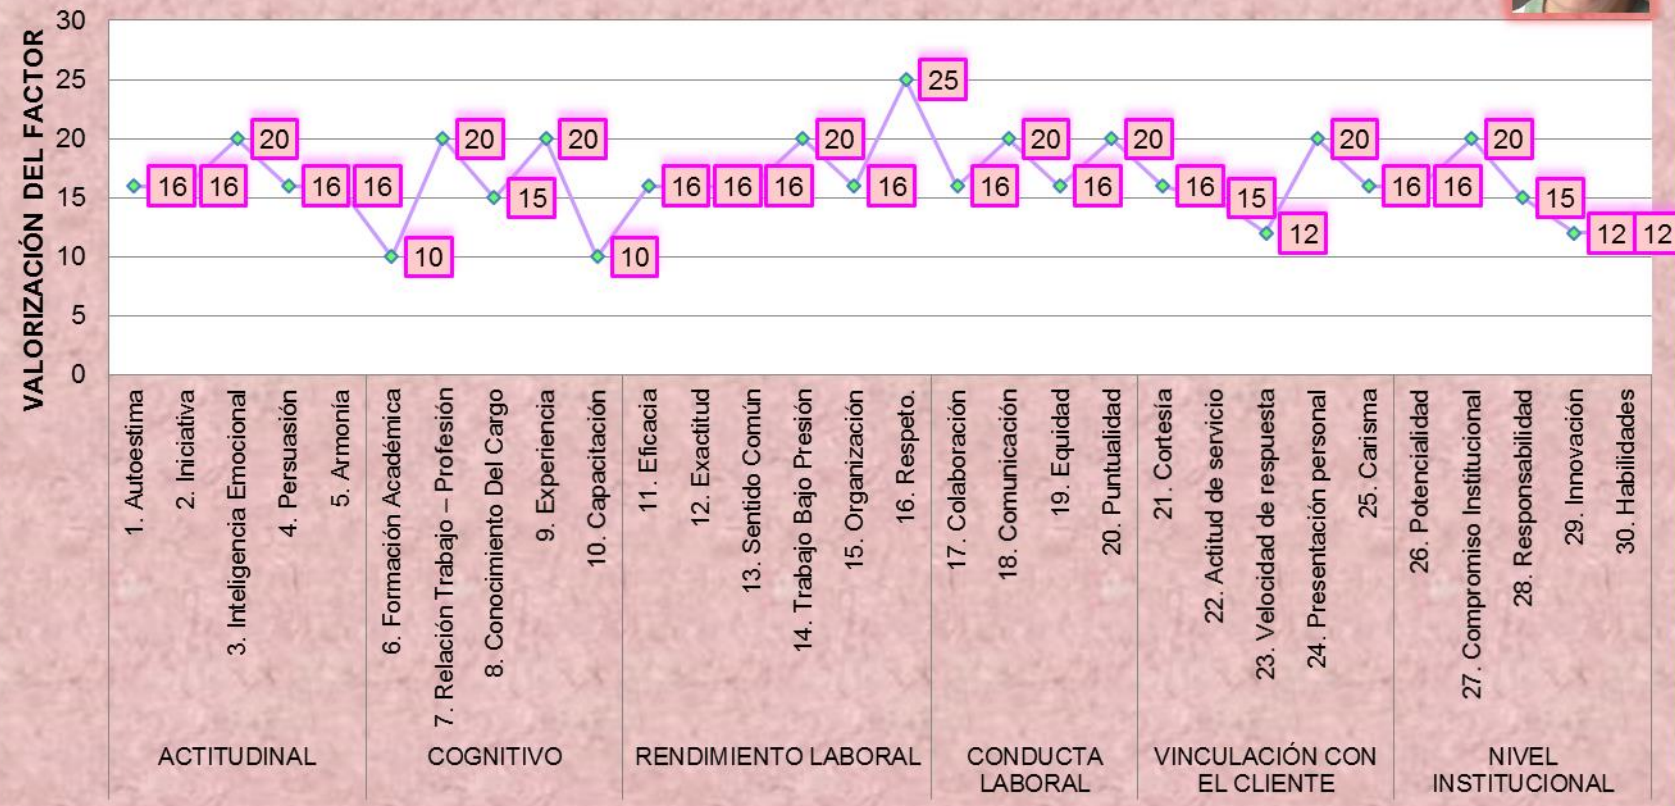 VALORIZACIÓN DEL FACTOR
30
25
20
15
10
5
0
16
16
20
16
16
10
20
15
20
10
16
16
16
20
16
25
16
20
16
20
16
15
12
20
16
16
20
15
12
12
1. Autoestima
2. Iniciativa
3. Inteligencia Emocional
4. Persuasión
5. Armonía
6. Formación Académica
7. Relación Trabajo – Profesión
8. Conocimiento Del Cargo
9. Experiencia
10. Capacitación
11. Eficacia
12. Exactitud
13. Sentido Común
14. Trabajo Bajo Presión
15. Organización
16. Respeto.
17. Colaboración
18. Comunicación
19. Equidad
20. Puntualidad
21. Cortesía
22. Actitud de servicio
23. Velocidad de respuesta
24. Presentación personal
25. Carisma
26. Potencialidad
27. Compromiso Institucional
28. Responsabilidad
29. Innovación
30. Habilidades
ACTITUDINAL
COGNITIVO
RENDIMIENTO LABORAL
CONDUCTA
LABORAL
VINCULACIÓN CON
EL CLIENTE
NIVEL
INSTITUCIONAL